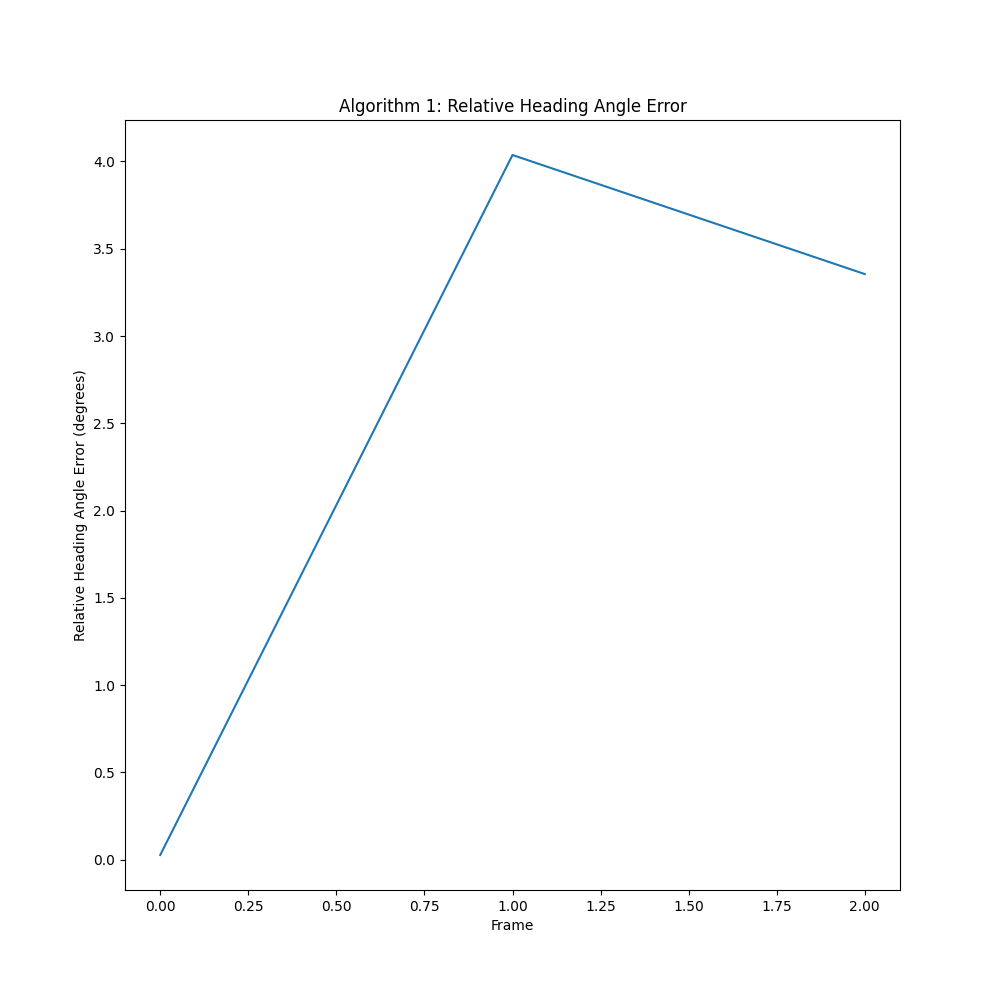 Algorithm 1: Relative Heading Angle Error
4.0
3.5
3.0
2.5
2.0
1.5
1.0
0.5
0.0
Relative Heading Angle Error (degrees)
0.00 0.25 0.50 0.75 1.00 1.25 1.50 1.75 2.00
Frame